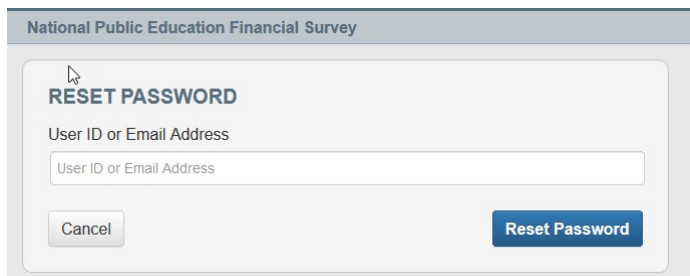 National Public Education Financial Survey
RESET PASSWORD
User ID or Email Address
User ID or Email Address
Cancel Reset Password